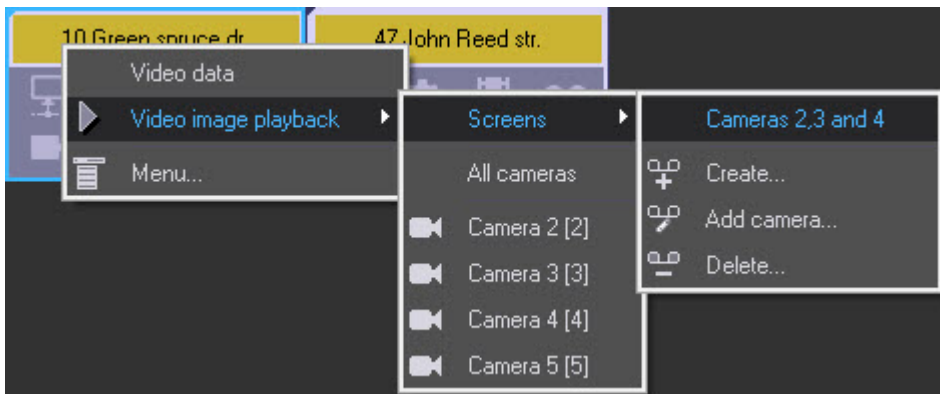 10 Green spruce dr.
47 John Reed str.
Video data
Video image playback
Menu...
Screens
All cameras
Camera 2 [2]
Camera 3 [3]
Camera 4 [4]
Camera 5 [5]
Cameras 2,3 and 4
Create...
Add camera...
Delete...